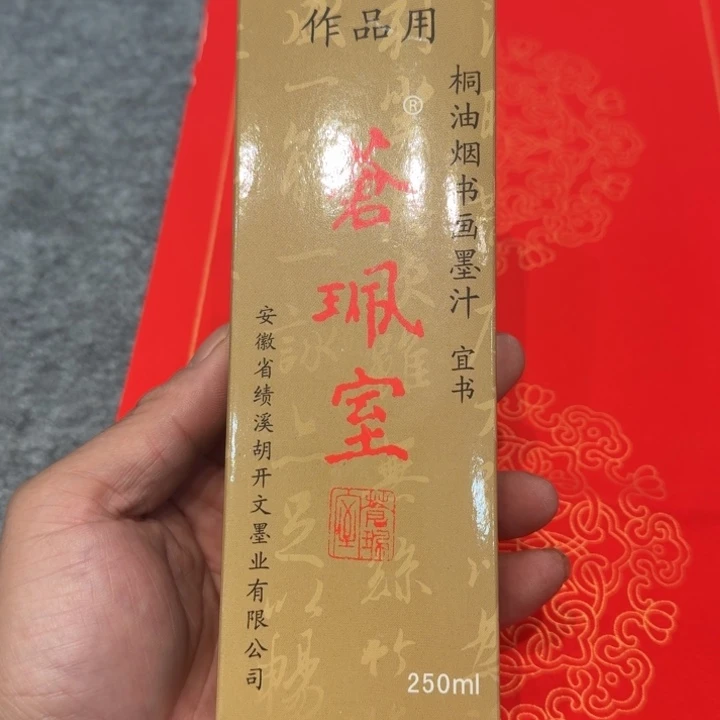 作品用
桐油烟书画墨汁 宜书
®
蒼珮室
安徽省绩溪胡开文墨业有限公司
250ml